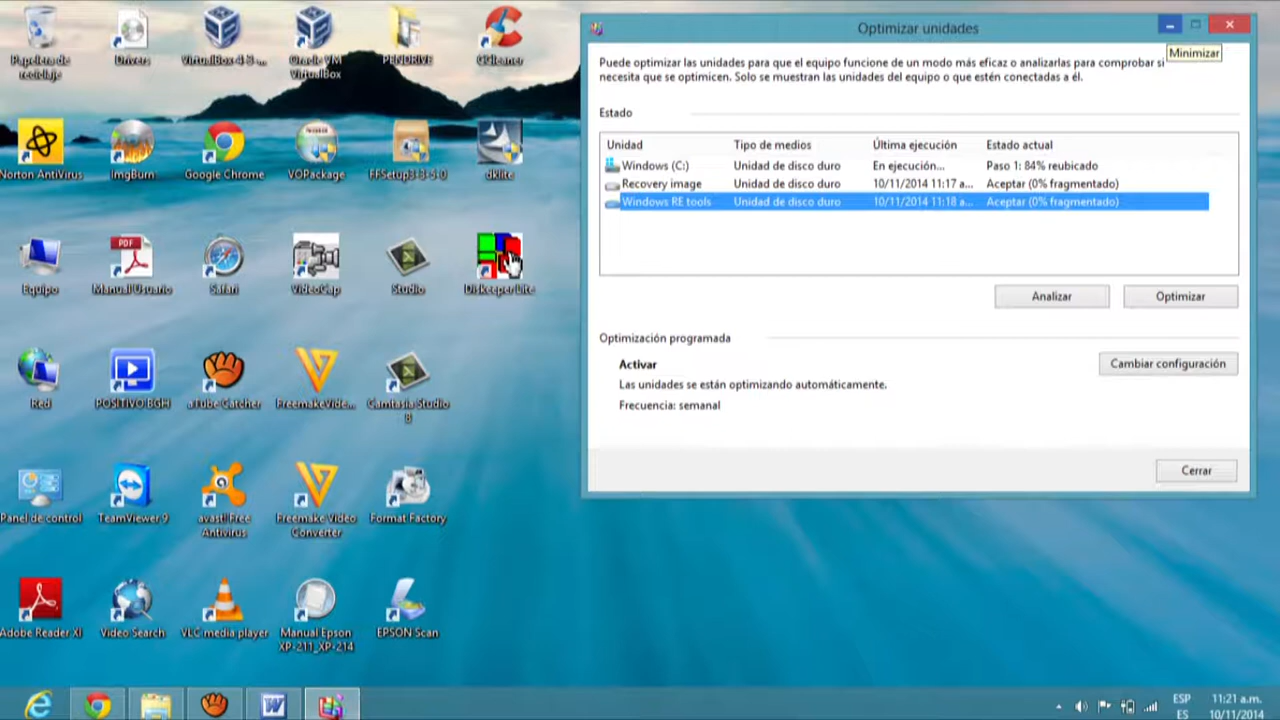 Papelera de
reciclaje
Drivers
VirtualBox-4-3-...
Oracle VM
VirtualBox
PENDRIVE
CCleaner
Norton AntiVirus
ImgBurn
Google Chrome
VOPackage
FFSetup3-3-5-0
dklite
Equipo
Manual Usuario
Safari
VideoCap
Studio
Diskeeper Lite
Red
POSITIVO BGH
aTube Catcher
FreemakeVide...
Camtasia Studio
8
Panel de control
TeamViewer 9
avast! Free
Antivirus
Freemake Video
Converter
Format Factory
Adobe Reader XI
Video Search
VLC media player
Manual Epson
XP-211_XP-214
EPSON Scan
Optimizar unidades
Minimizar
Puede optimizar las unidades para que el equipo funcione de un modo más eficaz o analizarlas para comprobar si
necesita que se optimicen. Solo se muestran las unidades del equipo o que estén conectadas a él.
Estado
Unidad Tipo de medios Última ejecución Estado actual
Windows (C:) Unidad de disco duro En ejecución... Paso 1: 84% reubicado
Recovery image Unidad de disco duro 10/11/2014 11:17 a... Aceptar (0% fragmentado)
Windows RE tools Unidad de disco duro 10/11/2014 11:18 a... Aceptar (0% fragmentado)
Analizar Optimizar
Optimización programada
Activar
Cambiar configuración
Las unidades se están optimizando automáticamente.
Frecuencia: semanal
Cerrar
ESP
ES
11:21 a.m.
10/11/2014